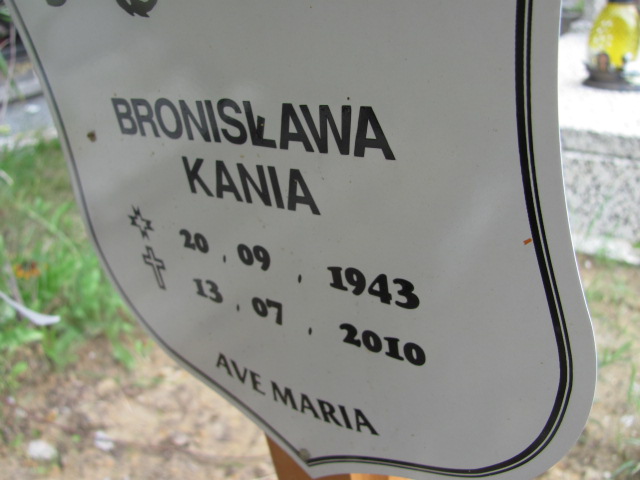 BRONISŁAWA
KANIA
20 . 09 . 1943
13 . 07 . 2010
AVE MARIA